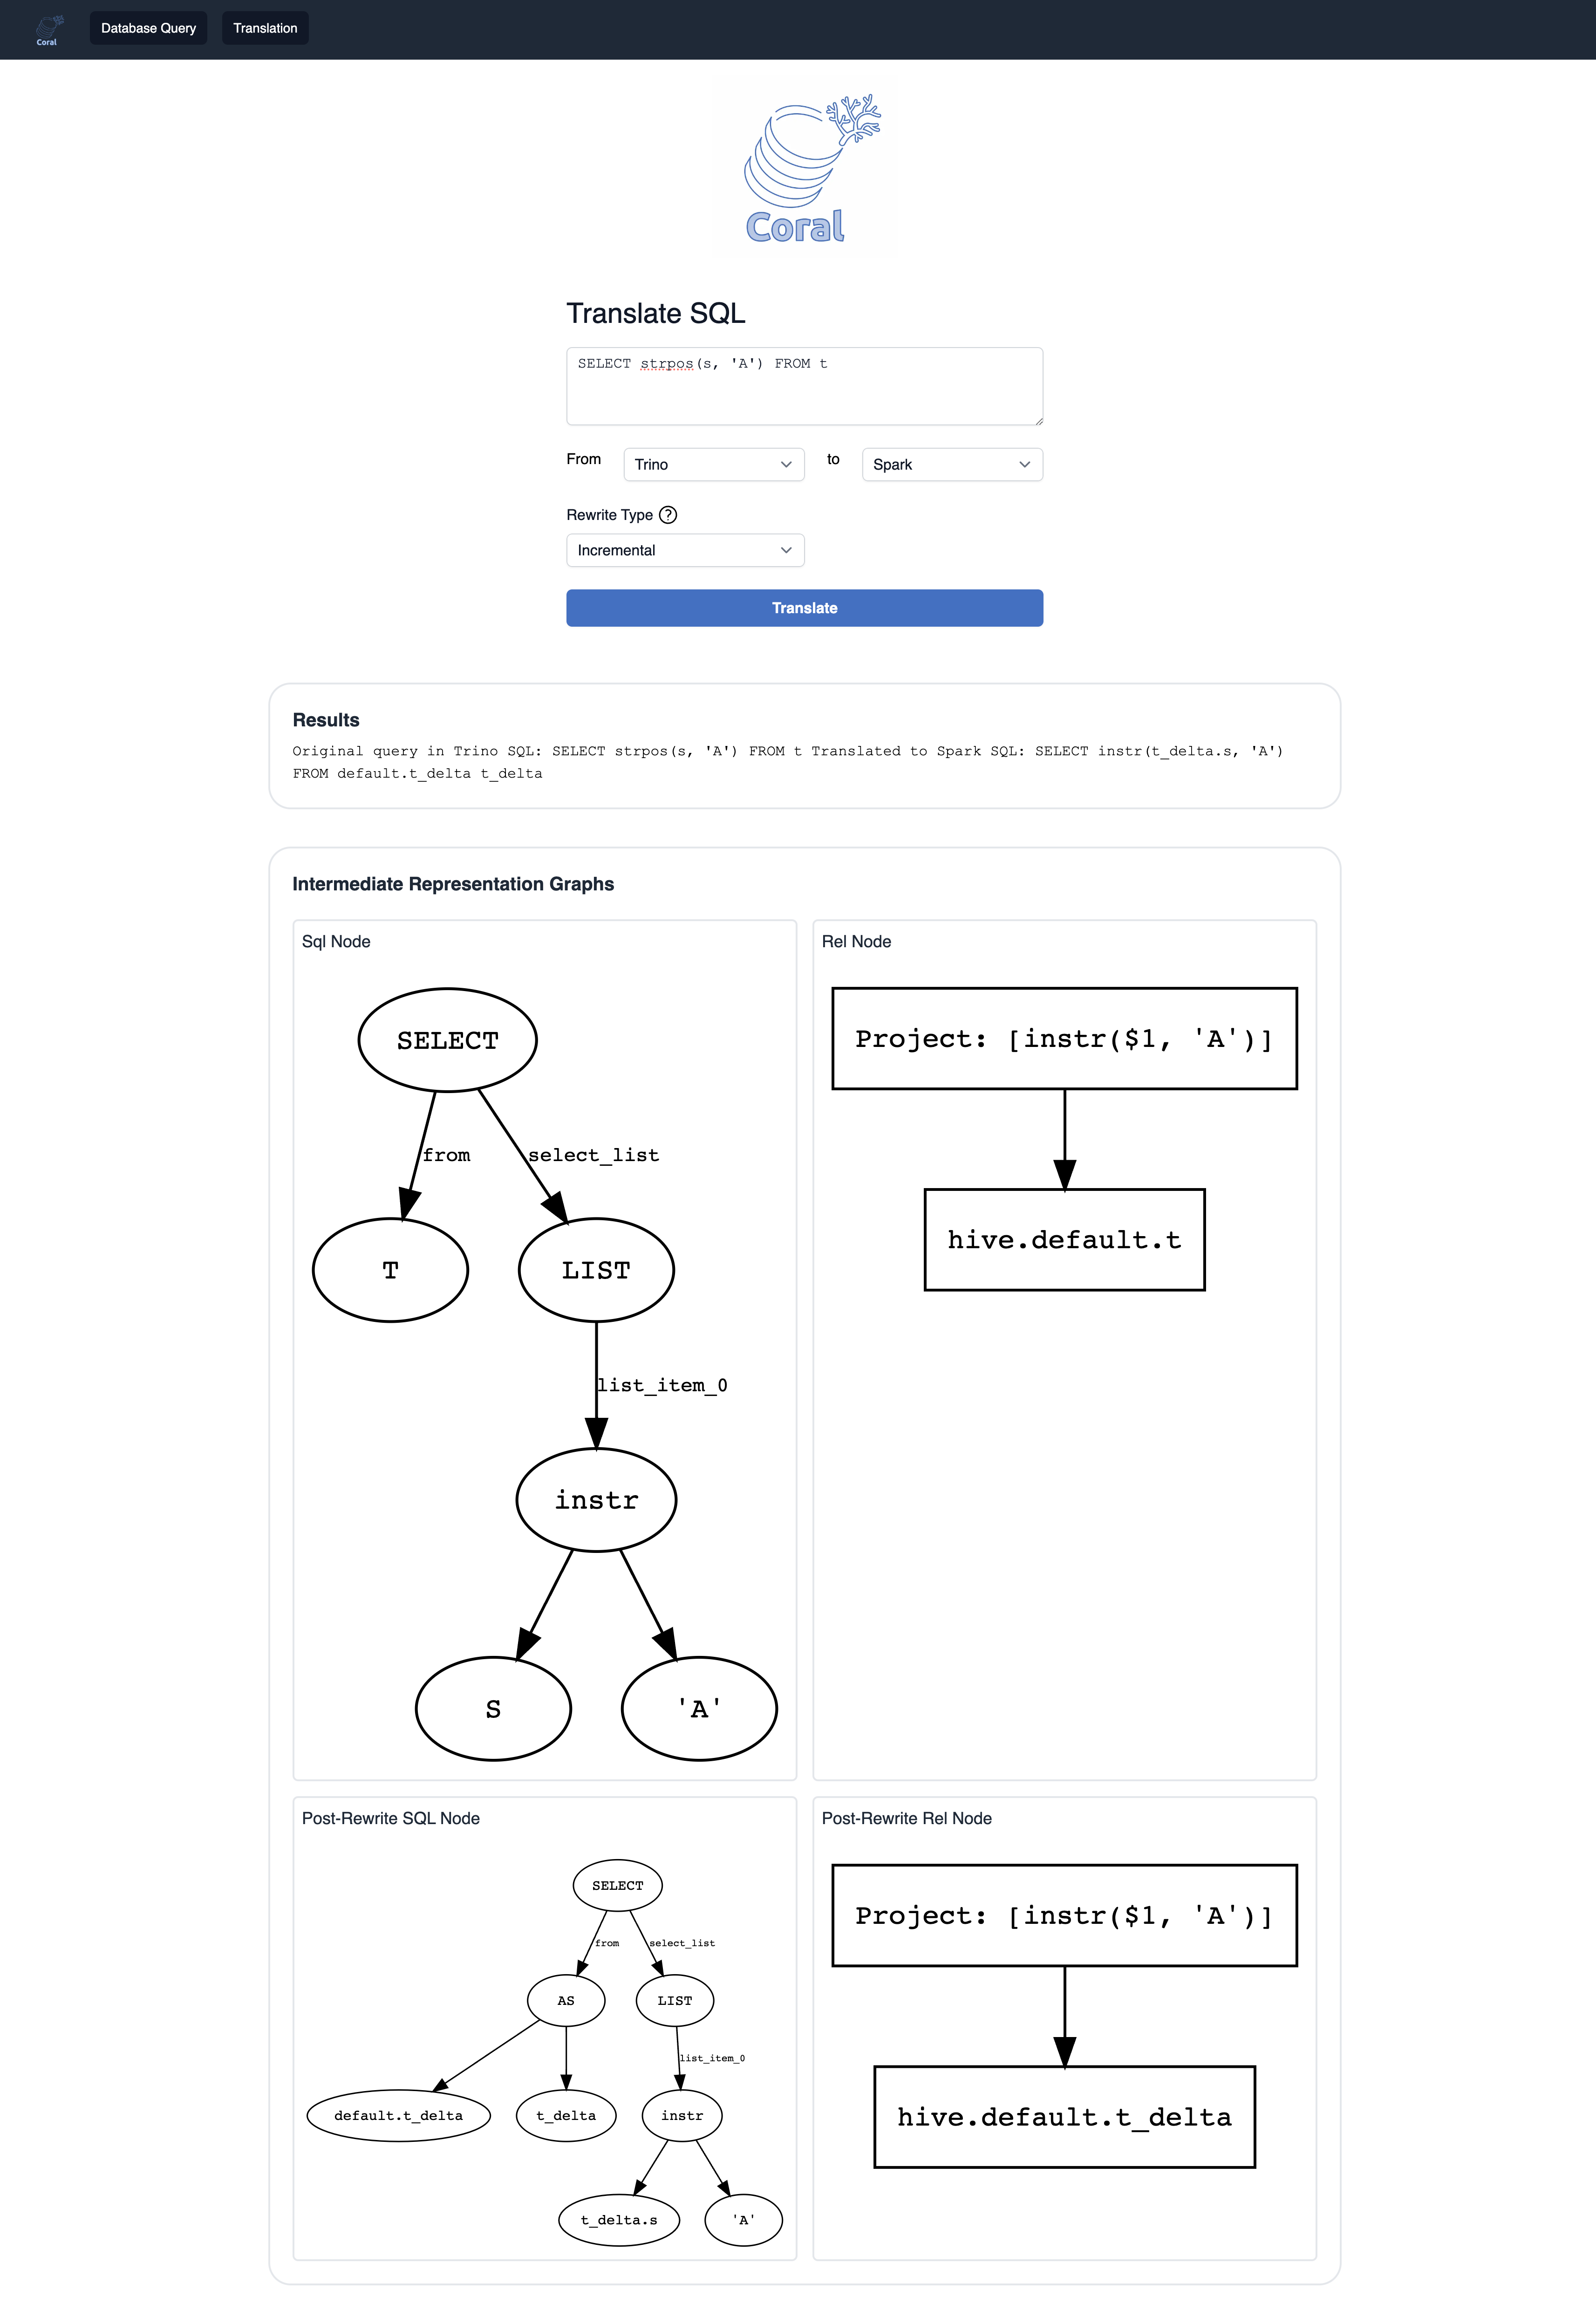 Coral
Database Query
Translation
Coral
Translate SQL
SELECT strpos(s, 'A') FROM t
From
Trino
to
Spark
Rewrite Type ?
Incremental
Translate
Results
Original query in Trino SQL: SELECT strpos(s, 'A') FROM t Translated to Spark SQL: SELECT instr(t_delta.s, 'A')
FROM default.t_delta t_delta
Intermediate Representation Graphs
Sql Node
SELECT
from
select_list
T
LIST
list_item_0
instr
S
'A'
Rel Node
Project: [instr($1, 'A')]
hive.default.t
Post-Rewrite SQL Node
SELECT
from
select_list
AS
LIST
list_item_0
default.t_delta
t_delta
instr
t_delta.s
'A'
Post-Rewrite Rel Node
Project: [instr($1, 'A')]
hive.default.t_delta